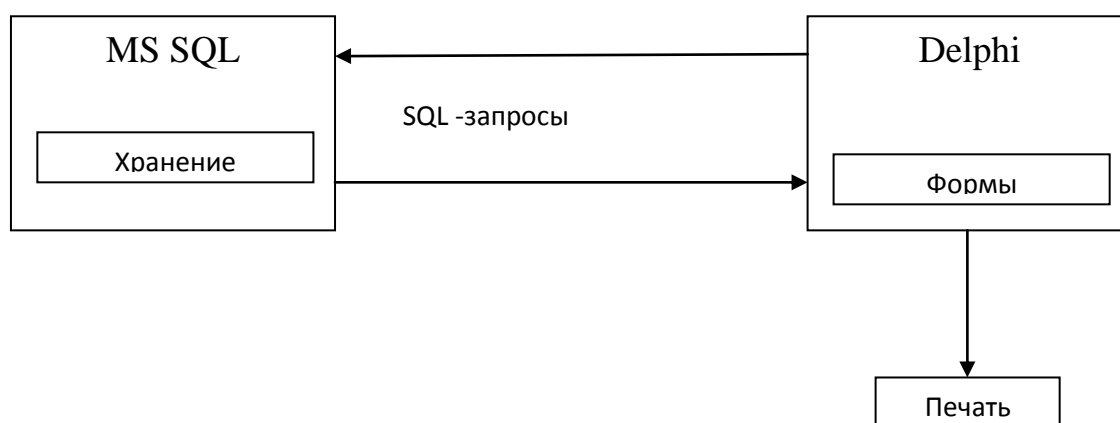 MS SQL
Delphi
SQL -запросы
Хранение
Формы
Печать